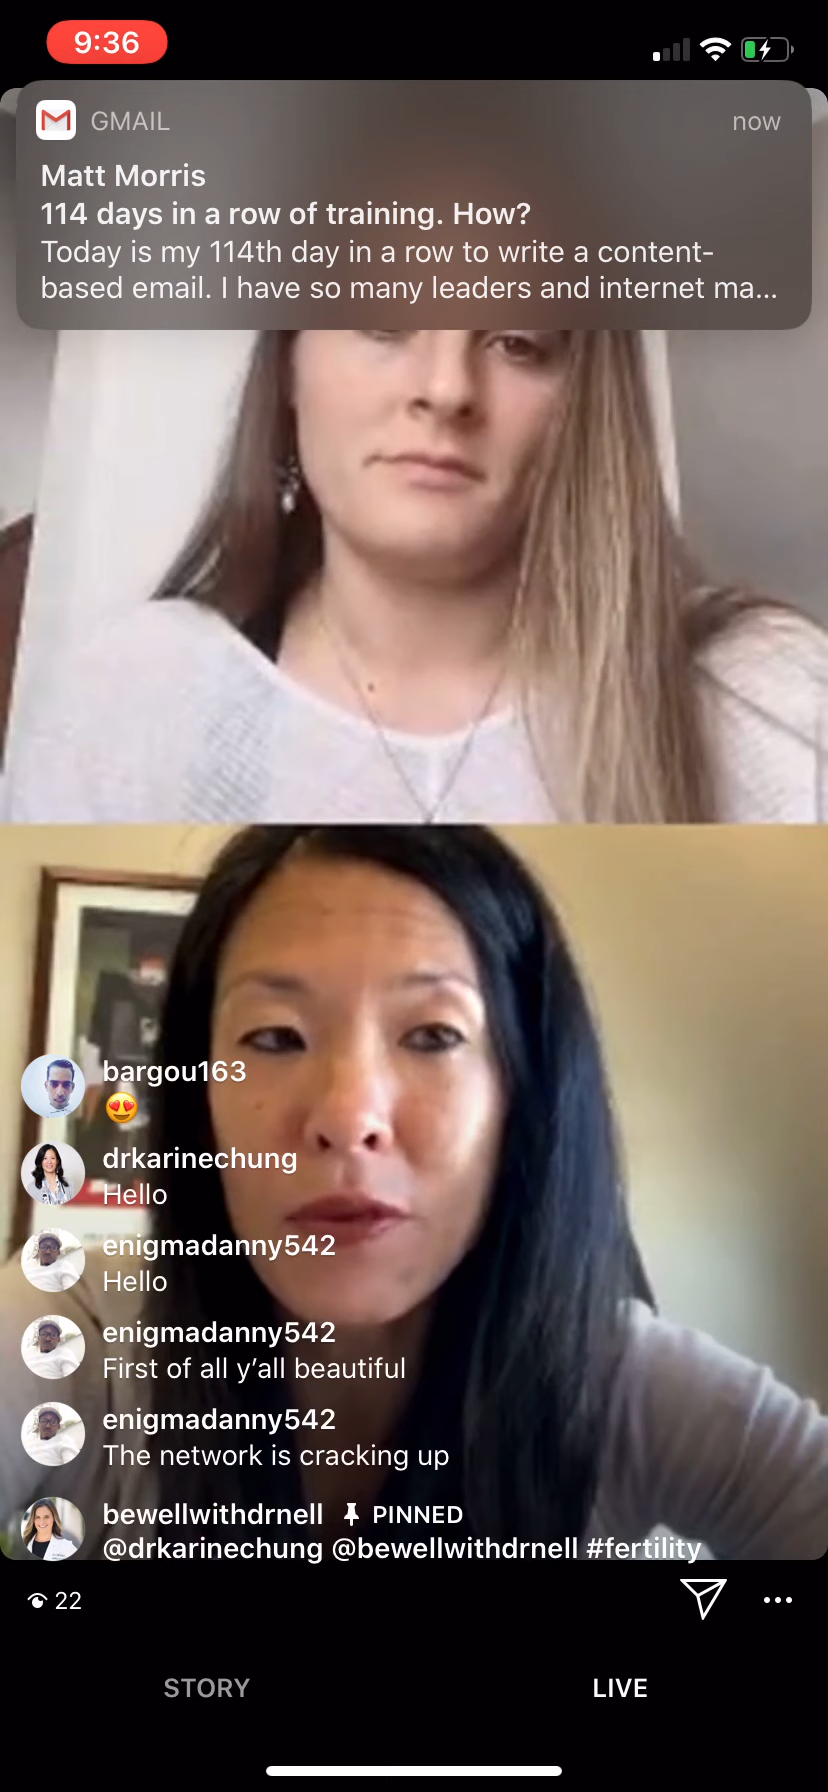 9:36
GMAIL
now
Matt Morris
114 days in a row of training. How?
Today is my 114th day in a row to write a content-
based email. I have so many leaders and internet ma...
bargou163
😍
drkarinechung
Hello
enigmadanny542
Hello
enigmadanny542
First of all y'all beautiful
enigmadanny542
The network is cracking up
bewellwithdrnell PINNED
@drkarinechung @bewellwithdrnell #fertility
22
STORY
LIVE